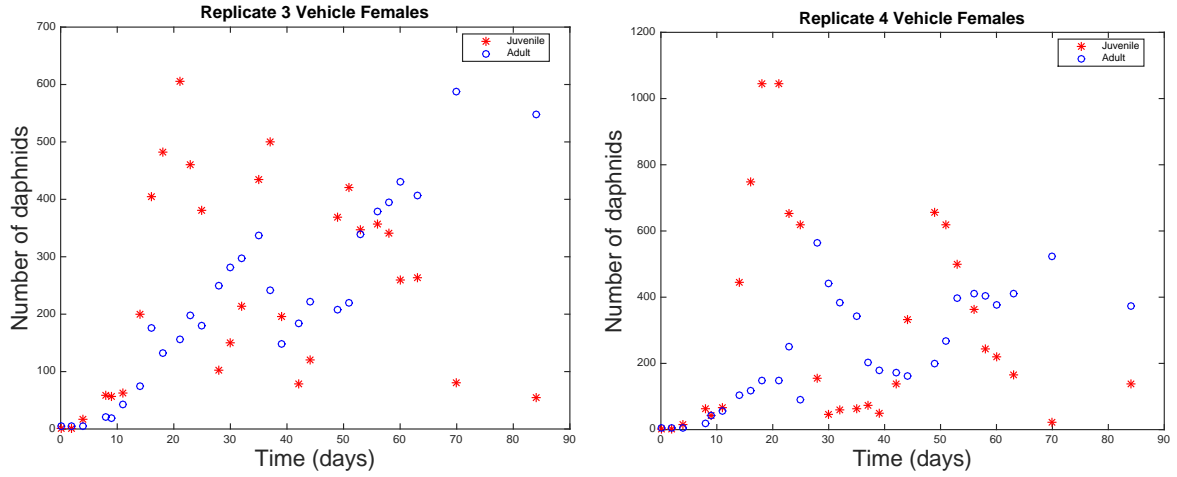 Replicate 3 Vehicle Females
700
600
500
400
300
200
100
0
Number of daphnids
Juvenile
Adult
0 10 20 30 40 50 60 70 80 90
Time (days)
Replicate 4 Vehicle Females
1200
1000
800
600
400
200
0
Number of daphnids
Juvenile
Adult
0 10 20 30 40 50 60 70 80 90
Time (days)